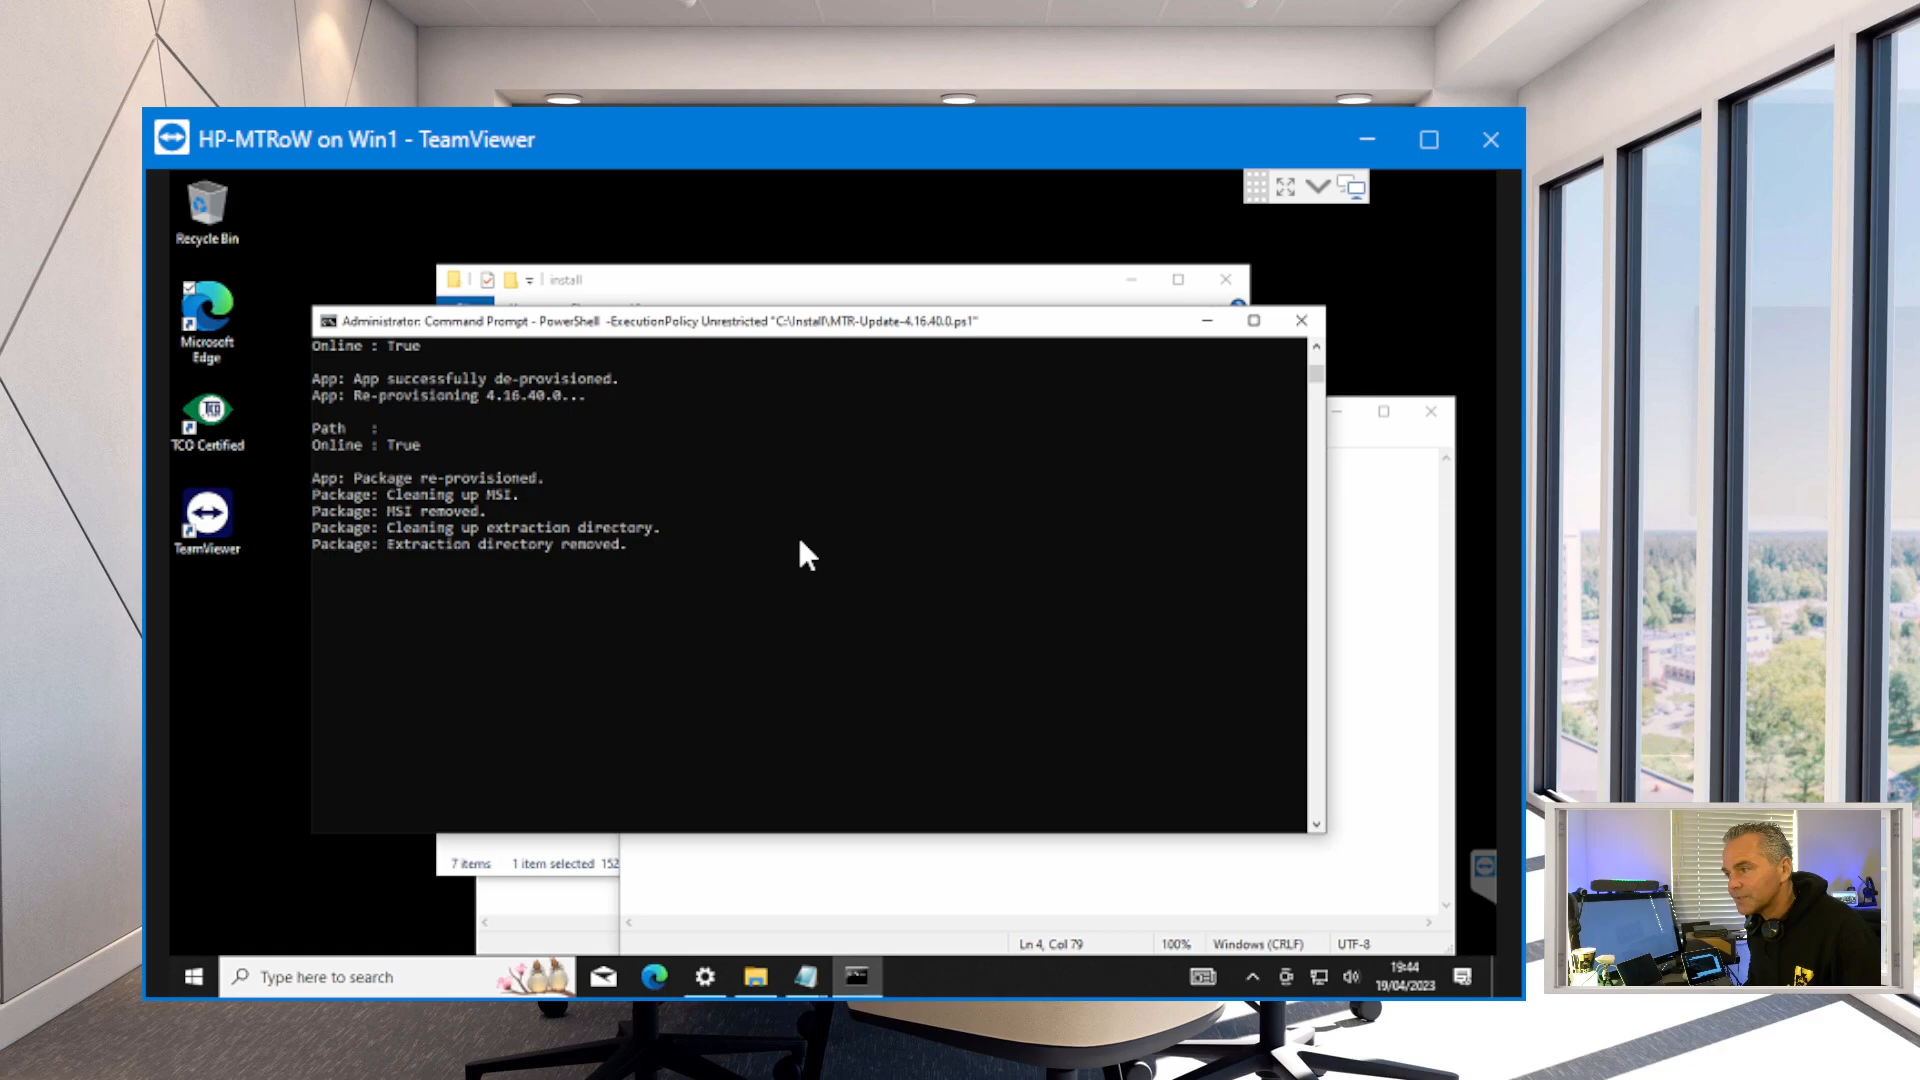 HP-MTRoW on Win1 - TeamViewer
Recycle Bin
install
Microsoft
Edge
Administrator: Command Prompt - PowerShell -ExecutionPolicy Unrestricted "C:\Install\MTR-Update-4.16.40.0.ps1"
Online : True
App: App successfully de-provisioned.
App: Re-provisioning 4.16.40.0...
Path :
Online : True
App: Package re-provisioned.
Package: Cleaning up MSI.
Package: MSI removed.
Package: Cleaning up extraction directory.
Package: Extraction directory removed.
TCO
TCO Certified
TeamViewer
7 items 1 item selected 152
Ln 4, Col 79 100% Windows (CRLF) UTF-8
Type here to search
19:44
19/04/2023